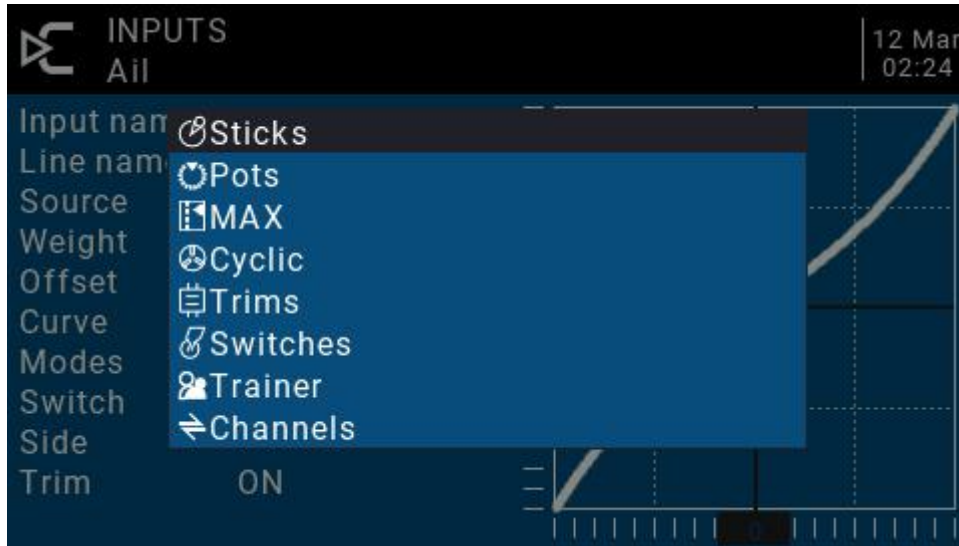 INPUTS
Ail
12 Mar
02:24
Input nam
Line nam
Source
Weight
Offset
Curve
Modes
Switch
Side
Trim ON
Sticks
Pots
MAX
Cyclic
Trims
Switches
Trainer
Channels
0